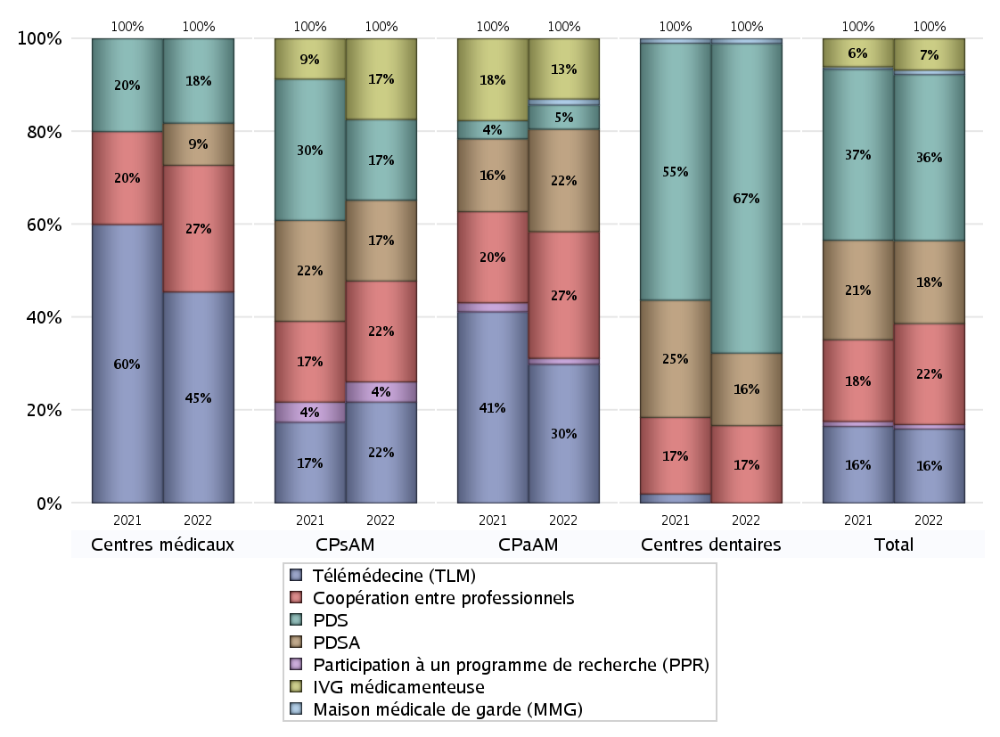 100% 100% 100% 100% 100% 100% 100% 100% 100% 100%
100%
80%
60%
40%
20%
0%
20% 20% 60%
18% 9% 27% 45%
9% 30% 22% 17% 4% 17%
17% 17% 17% 22% 4% 22%
18% 4% 16% 20% 41%
13% 5% 22% 27% 30%
55% 25% 17%
67% 16% 17%
6% 37% 21% 18% 16%
7% 36% 18% 22% 16%
2021 2022 2021 2022 2021 2022 2021 2022 2021 2022
Centres médicaux CPsAM CPaAM Centres dentaires Total
Télémédecine (TLM)
Coopération entre professionnels
PDS
PDSA
Participation à un programme de recherche (PPR)
IVG médicamenteuse
Maison médicale de garde (MMG)